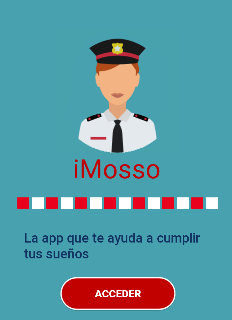 iMosso
La app que te ayuda a cumplir
tus sueños
ACCEDER